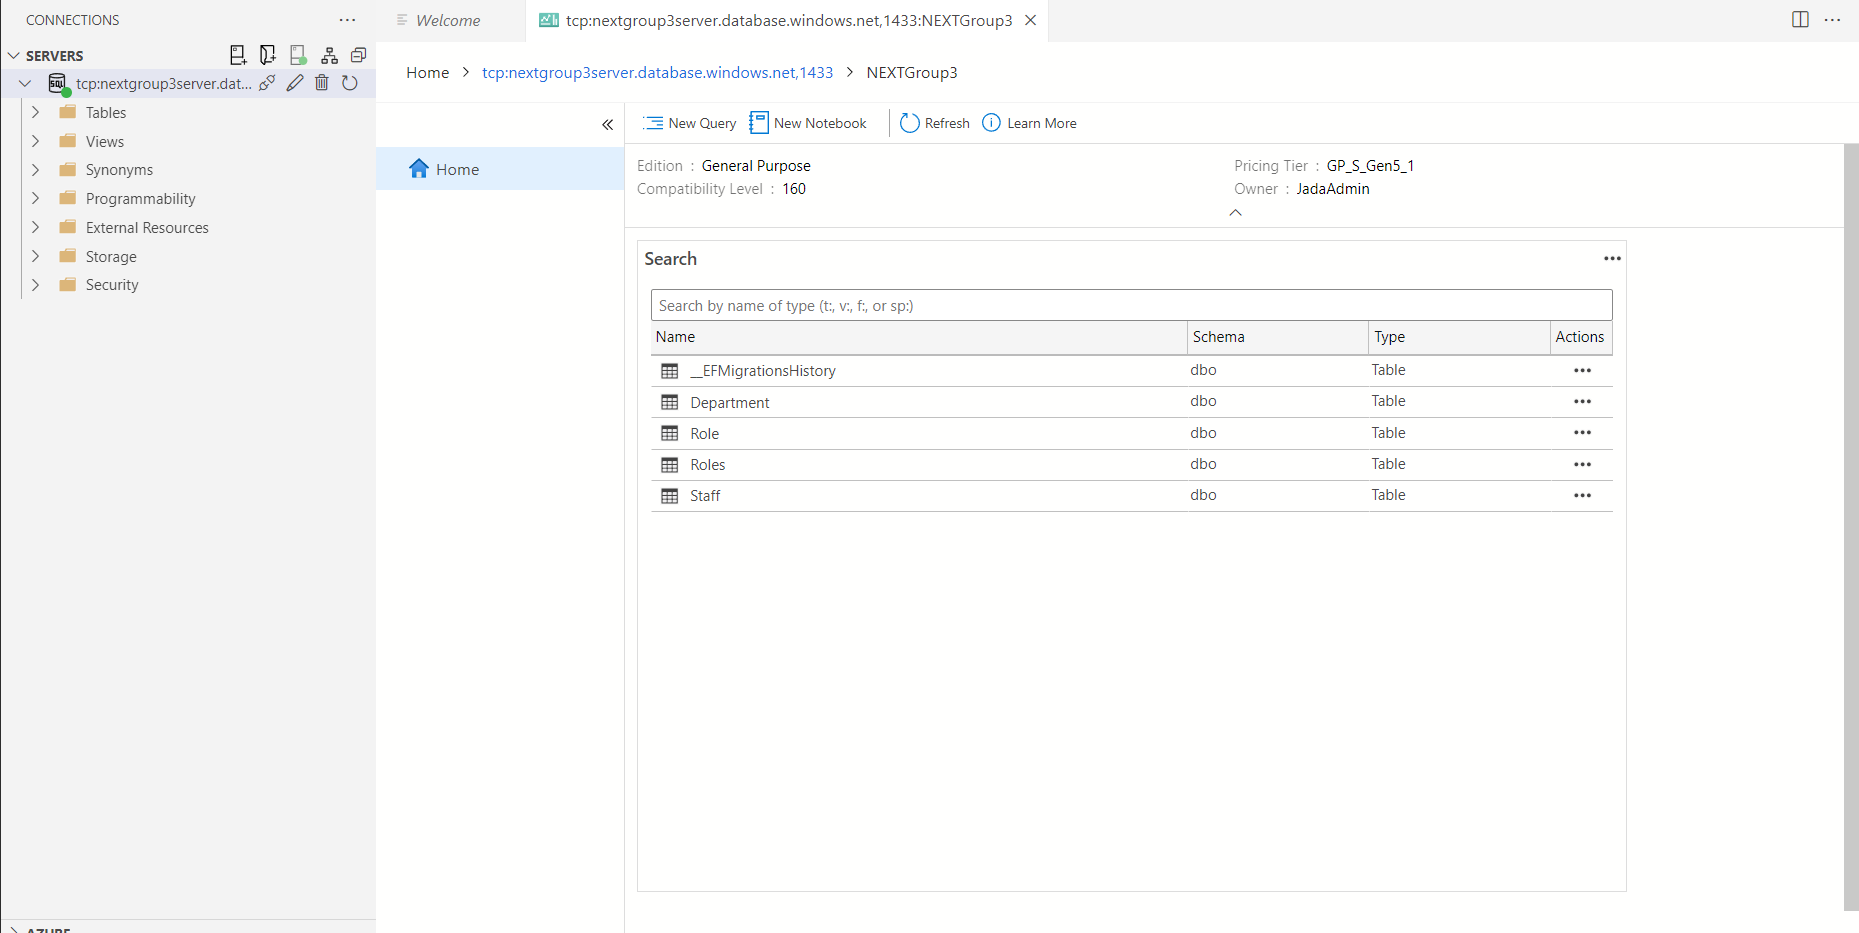 CONNECTIONS
SERVERS
tcp:nextgroup3server.dat...
Tables
Views
Synonyms
Programmability
External Resources
Storage
Security
AZURE
Welcome
tcp:nextgroup3server.database.windows.net,1433:NEXTGroup3
Home > tcp:nextgroup3server.database.windows.net,1433 > NEXTGroup3
Home
New Query New Notebook Refresh Learn More
Edition : General Purpose Pricing Tier : GP_S_Gen5_1
Compatibility Level : 160 Owner : JadaAdmin
Search
Search by name of type (t:, v:, f:, or sp:)
Name Schema Type Actions
__EFMigrationsHistory dbo Table
Department dbo Table
Role dbo Table
Roles dbo Table
Staff dbo Table